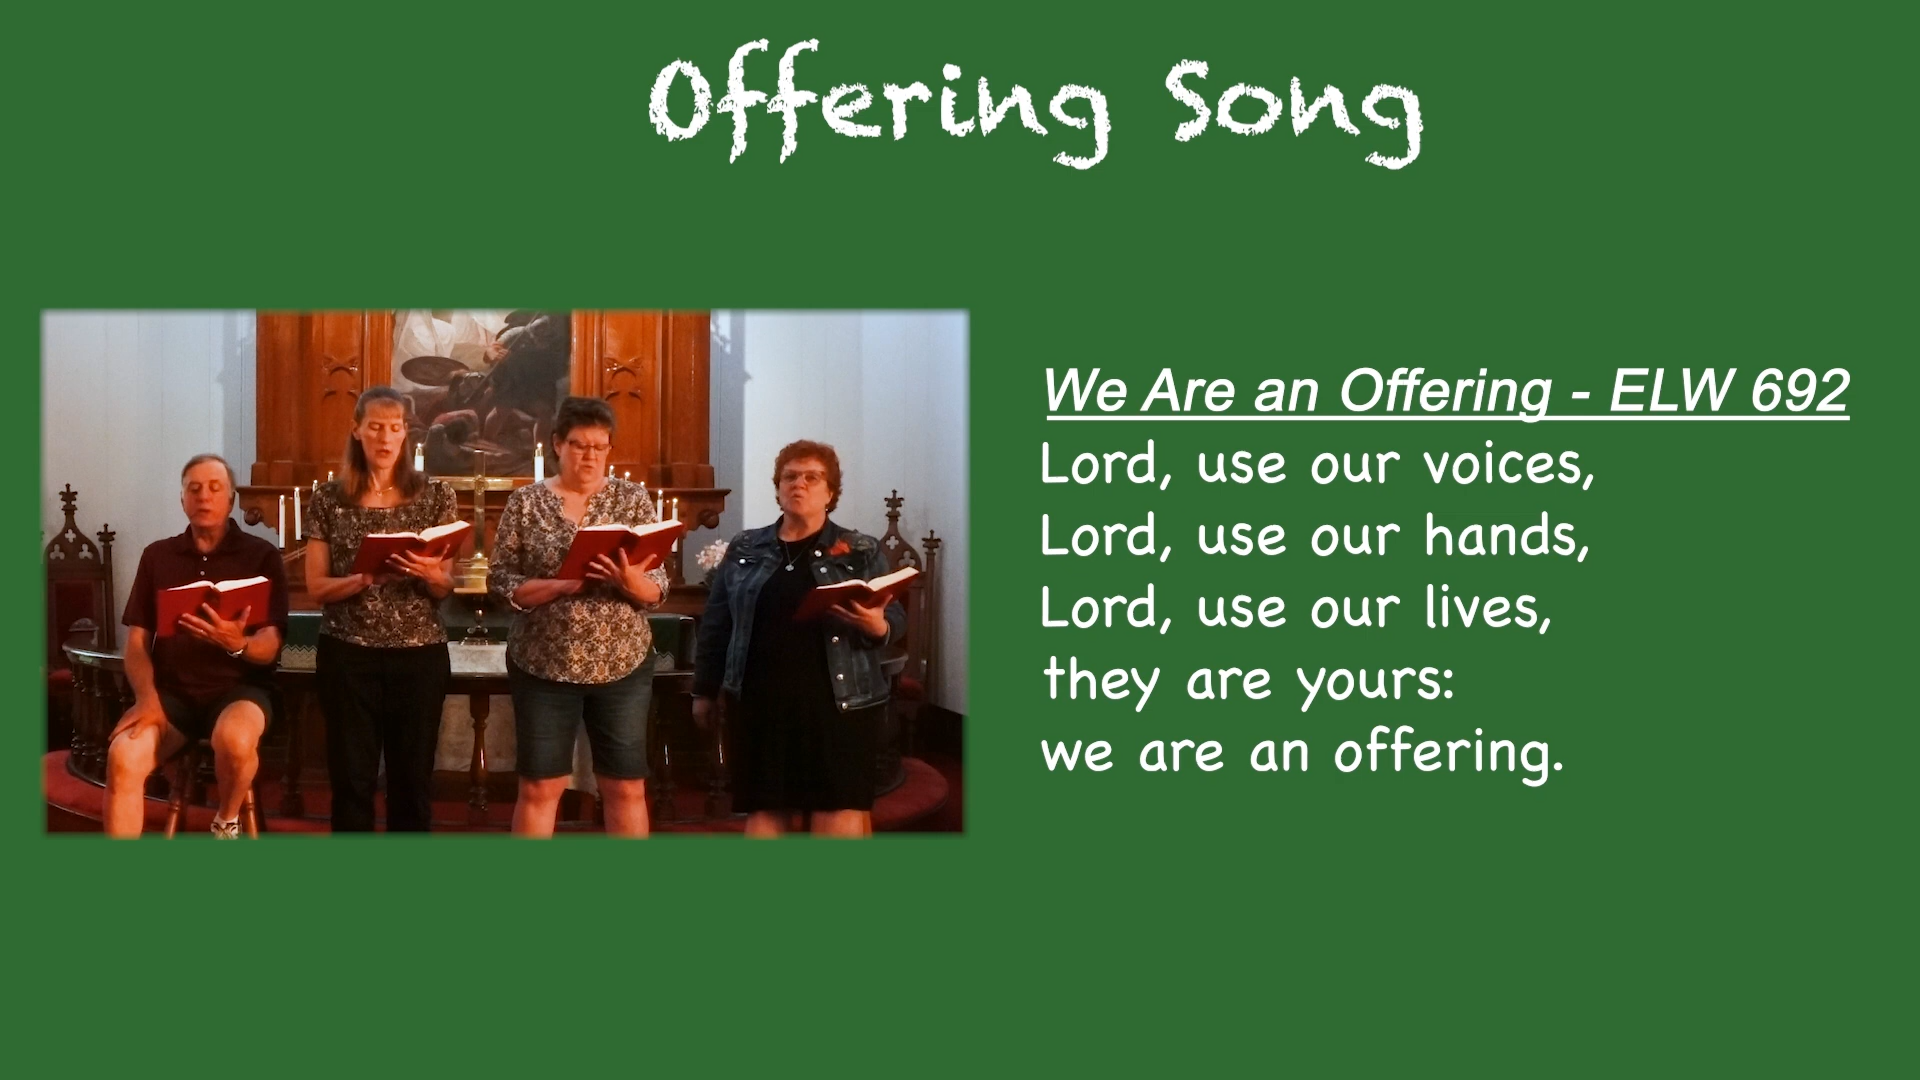 Offering Song
We Are an Offering - ELW 692
Lord, use our voices,
Lord, use our hands,
Lord, use our lives,
they are yours:
we are an offering.